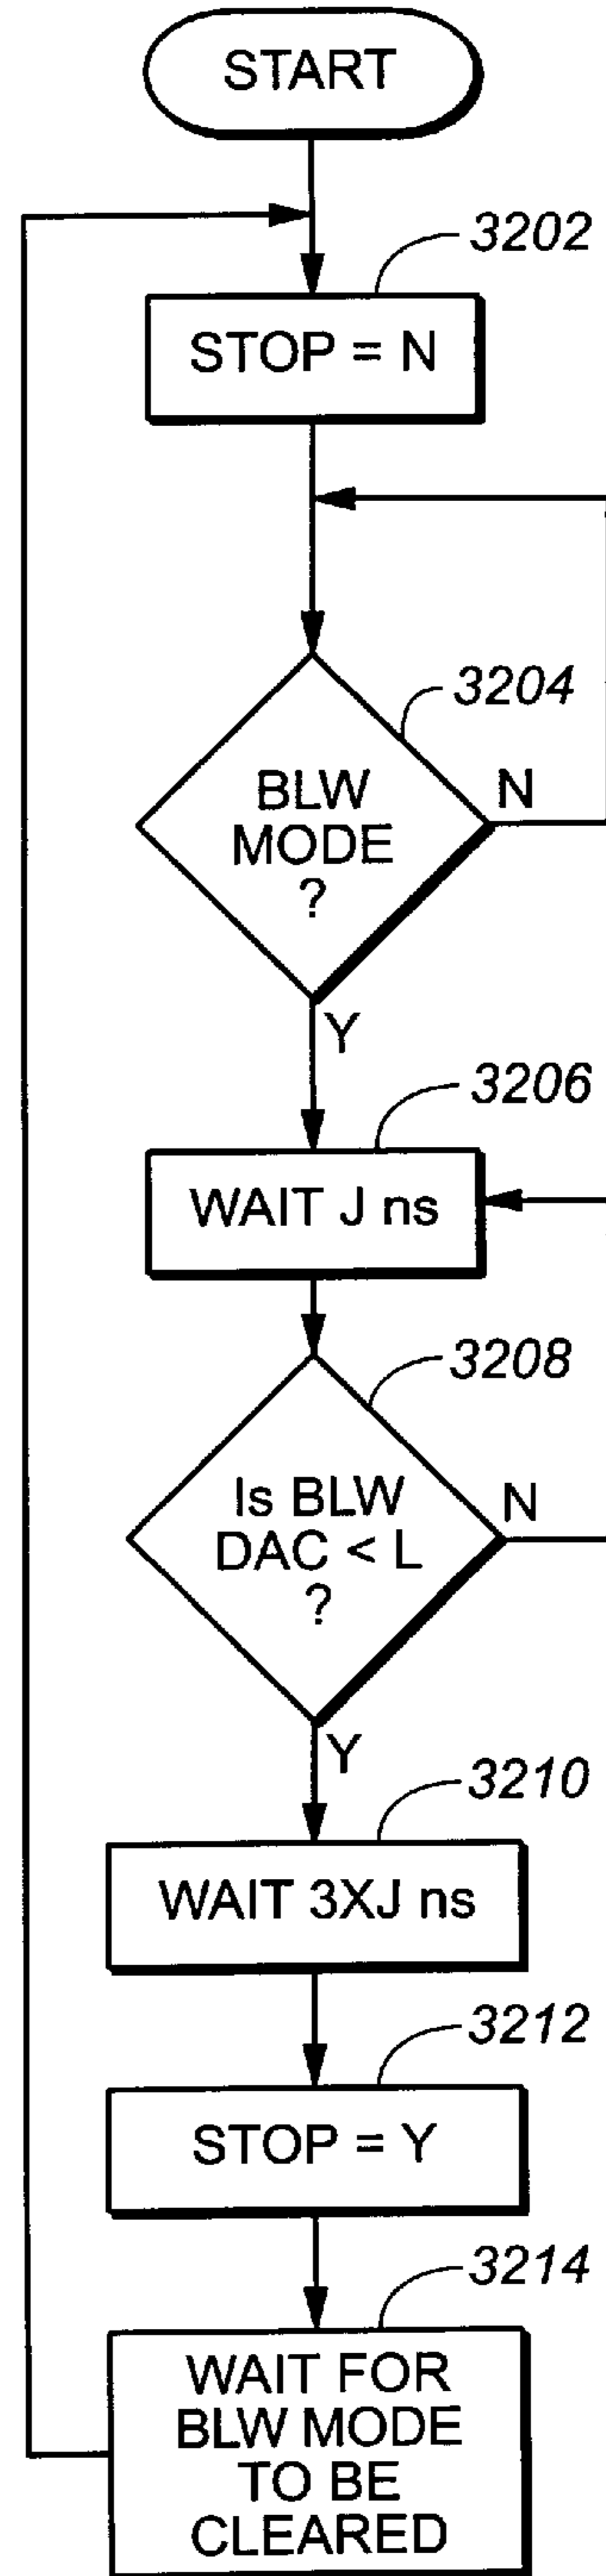 START
3202
STOP = N
3204
BLW
MODE
?
N
Y
3206
WAIT J ns
3208
Is BLW
DAC < L
?
N
Y
3210
WAIT 3XJ ns
3212
STOP = Y
3214
WAIT FOR
BLW MODE
TO BE
CLEARED